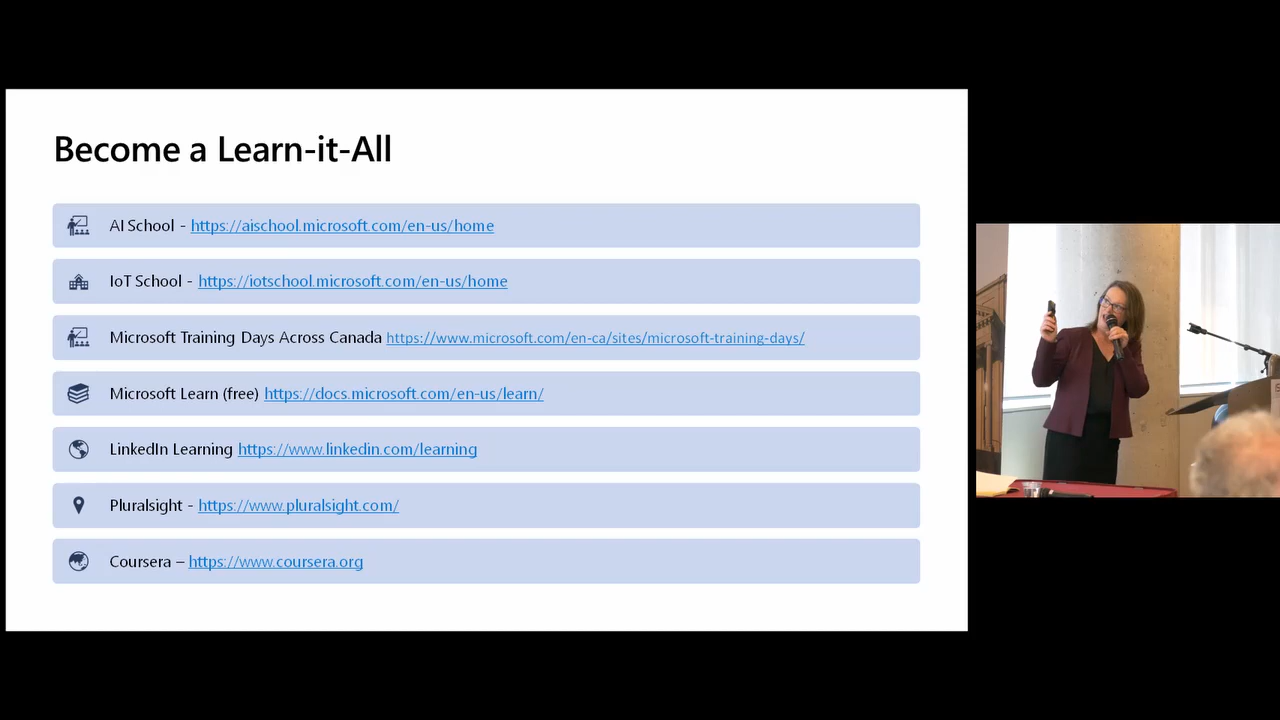 Become a Learn-it-All
AI School - https://aischool.microsoft.com/en-us/home
IoT School - https://iotschool.microsoft.com/en-us/home
Microsoft Training Days Across Canada https://www.microsoft.com/en-ca/sites/microsoft-training-days/
Microsoft Learn (free) https://docs.microsoft.com/en-us/learn/
LinkedIn Learning https://www.linkedin.com/learning
Pluralsight - https://www.pluralsight.com/
Coursera – https://www.coursera.org